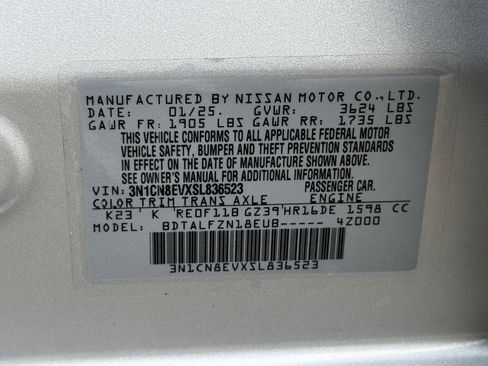 MANUFACTURED BY NISSAN MOTOR CO.,LTD.
DATE: 01/25. GVWR: 3624 LBS
GAWR FR: 1905 LBS GAWR RR: 1735 LBS
THIS VEHICLE CONFORMS TO ALL APPLICABLE FEDERAL MOTOR
VEHICLE SAFETY, BUMPER, AND THEFT PREVENTION STANDARDS
IN EFFECT ON THE DATE OF MANUFACTURE SHOWN ABOVE.
SEE OWNER'S MANUAL FOR ADDITIONAL INFORMATION.
VIN: 3N1CN8EVXSL836523 PASSENGER CAR.
COLOR TRIM TRANS AXLE ENGINE
K23 ' K ' RE0F11B GZ39'HR16DE 1598 CC
MODEL: BDTALFZN18EUB----- 4Z000
3N1CN8EVXSL836523